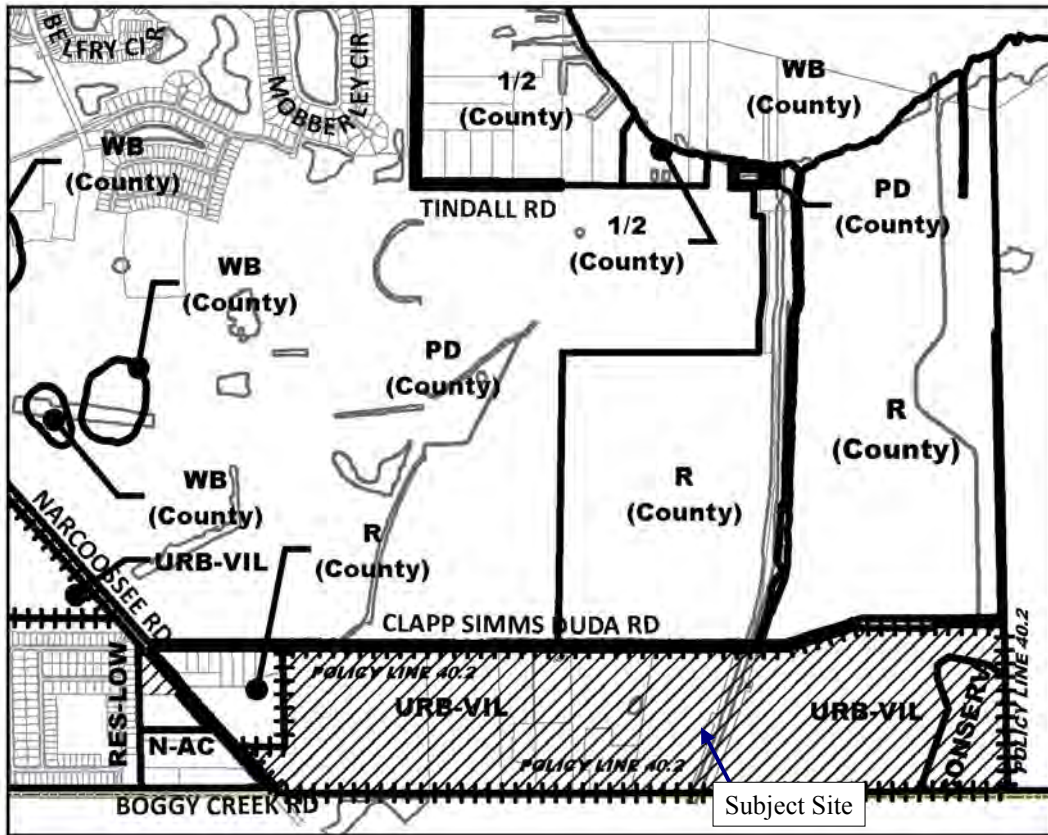 BELFRY CIR
MOBBERLEY CIR
1/2
(County)
WB
(County)
WB
(County)
PD
(County)
TINDALL RD
1/2
(County)
WB
(County)
PD
(County)
R
(County)
WB
(County)
R
(County)
NARCOOSSEE RD
URB-VIL
R
(County)
CLAPP SIMMS DUDA RD
POLICY LINE 40.2
POLICY LINE 40.2
RES-LOW
URB-VIL
URB-VIL
CONSERV
N-AC
POLICY LINE 40.2
BOGGY CREEK RD
Subject Site